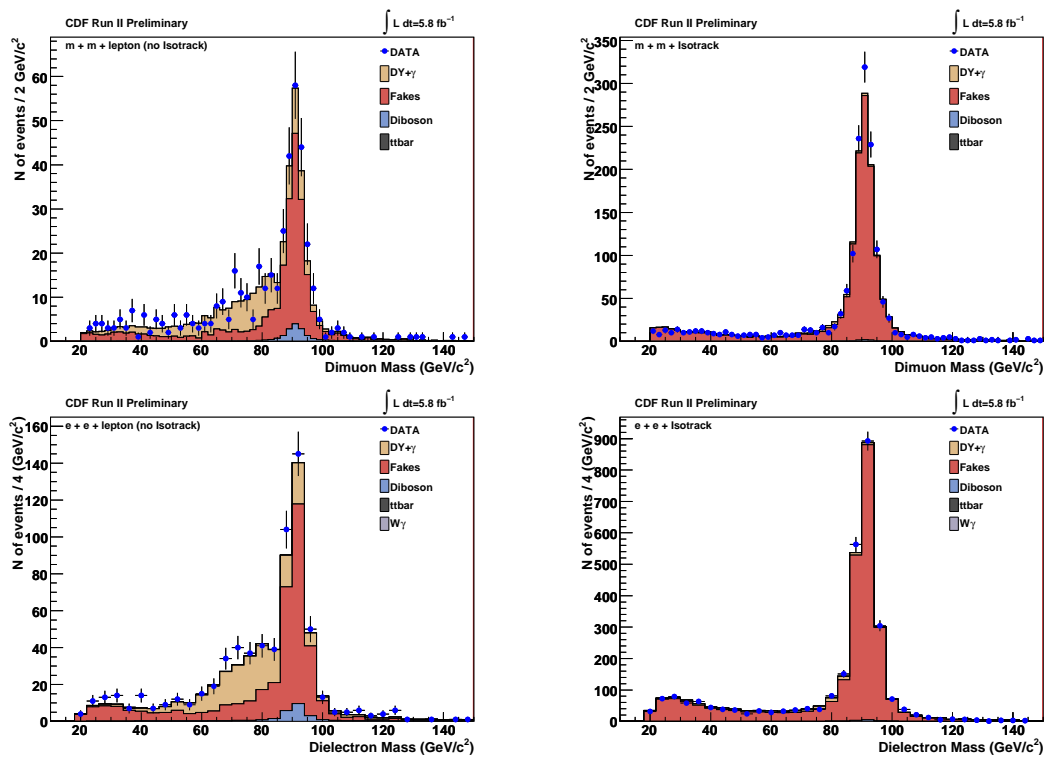 CDF Run II Preliminary
∫ L dt=5.8 fb⁻¹
m + m + lepton (no Isotrack)
N of events / 2 GeV/c²
DATA
DY+γ
Fakes
Diboson
ttbar
60
50
40
30
20
10
0
20 40 60 80 100 120 140
Dimuon Mass (GeV/c²)
CDF Run II Preliminary
∫ L dt=5.8 fb⁻¹
m + m + Isotrack
N of events / 2 GeV/c²
DATA
DY+γ
Fakes
Diboson
ttbar
350
300
250
200
150
100
50
0
20 40 60 80 100 120 140
Dimuon Mass (GeV/c²)
CDF Run II Preliminary
∫ L dt=5.8 fb⁻¹
e + e + lepton (no Isotrack)
N of events / 4 (GeV/c²)
DATA
DY+γ
Fakes
Diboson
ttbar
Wγ
160
140
120
100
80
60
40
20
0
20 40 60 80 100 120 140
Dielectron Mass (GeV/c²)
CDF Run II Preliminary
∫ L dt=5.8 fb⁻¹
e + e + Isotrack
N of events / 4 (GeV/c²)
DATA
DY+γ
Fakes
Diboson
ttbar
Wγ
900
800
700
600
500
400
300
200
100
0
20 40 60 80 100 120 140
Dielectron Mass (GeV/c²)